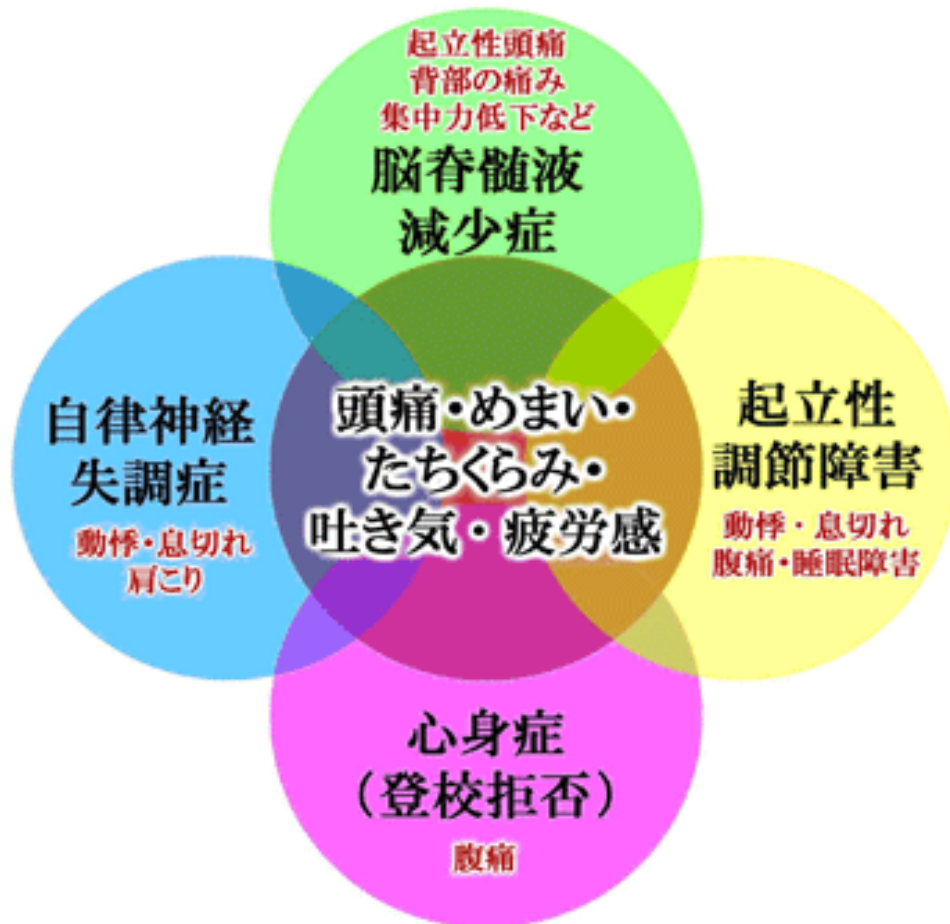 起立性頭痛
背部の痛み
集中力低下など
脳脊髄液
減少症
自律神経
失調症
動悸・息切れ
肩こり
頭痛・めまい・
たちくらみ・
吐き気・疲労感
起立性
調節障害
動悸・息切れ
腹痛・睡眠障害
心身症
（登校拒否）
腹痛